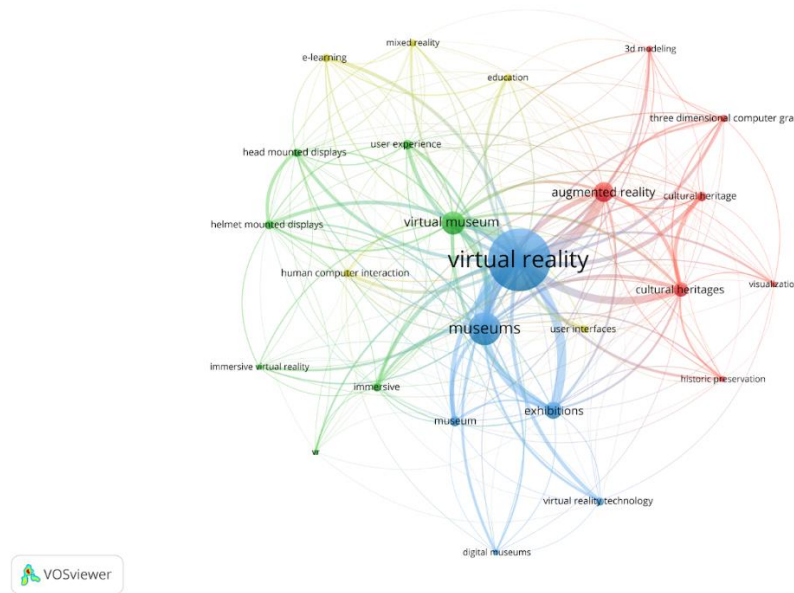 mixed reality
3d modeling
e-learning
education
three dimensional computer gra
user experience
head mounted displays
augmented reality
cultural heritage
virtual museum
helmet mounted displays
virtual reality
human computer interaction
visualizatio
cultural heritages
museums
user interfaces
immersive virtual reality
historic preservation
immersive
exhibitions
museum
vr
virtual reality technology
digital museums
VOSviewer